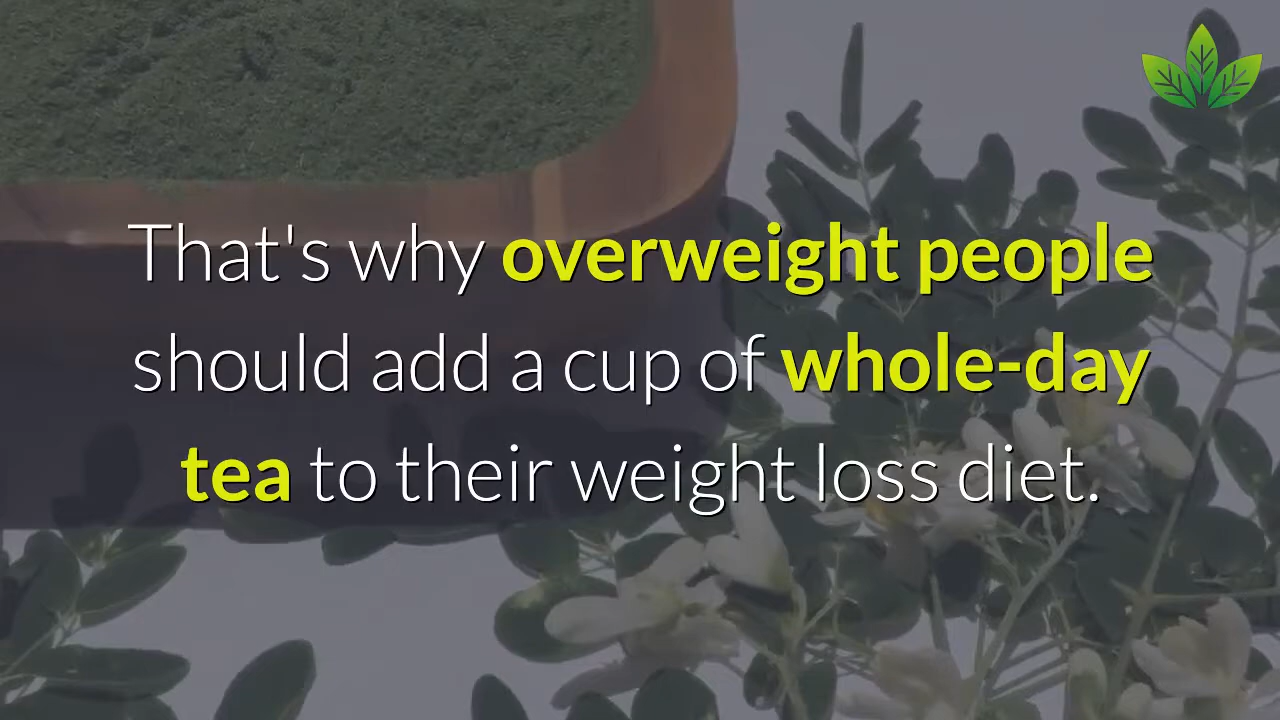 That's why overweight people
should add a cup of whole-day
tea to their weight loss diet.